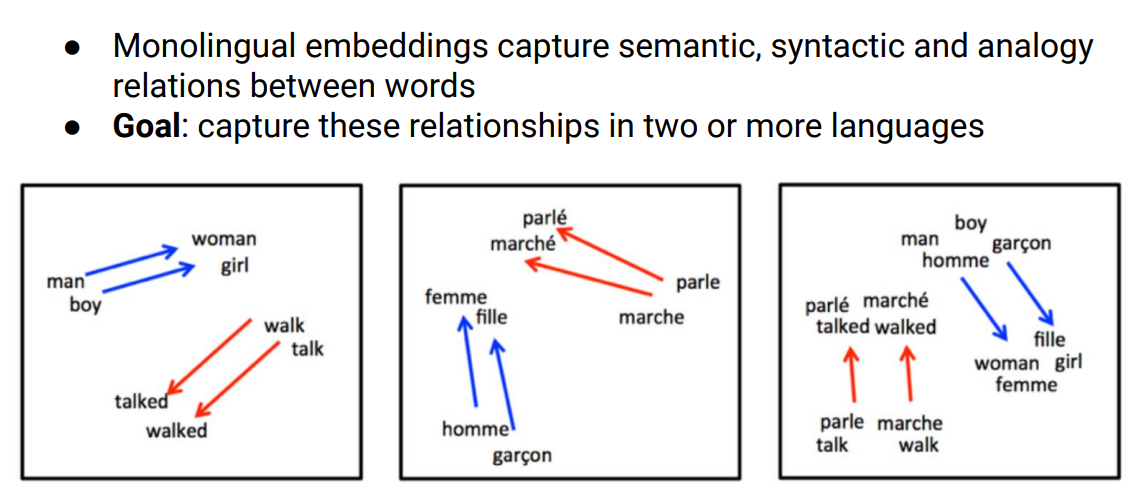 ● Monolingual embeddings capture semantic, syntactic and analogy
relations between words
● Goal: capture these relationships in two or more languages
woman
girl
man
boy
walk
talk
talked
walked
parlé
marché
parle
marche
femme
fille
homme
garçon
boy
man
garçon
homme
parlé marché
talked walked
fille
woman girl
femme
parle marche
talk walk